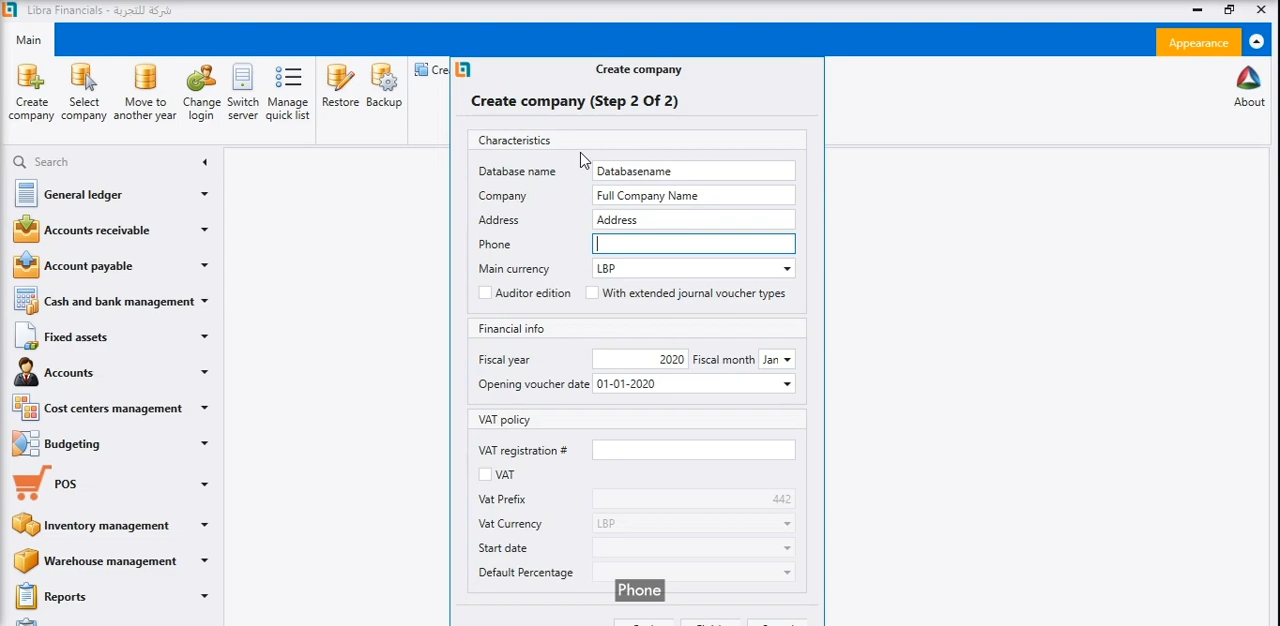 Libra Financials - شركة للتجربة
Main
Appearance
Create company
Select company
Move to another year
Change login
Switch server
Manage quick list
Restore
Backup
About
Search
General ledger
Accounts receivable
Account payable
Cash and bank management
Fixed assets
Accounts
Cost centers management
Budgeting
POS
Inventory management
Warehouse management
Reports
Create company
Create company (Step 2 Of 2)
Characteristics
Database name Databasename
Company Full Company Name
Address Address
Phone
Main currency LBP
Auditor edition With extended journal voucher types
Financial info
Fiscal year 2020 Fiscal month Jan
Opening voucher date 01-01-2020
VAT policy
VAT registration #
VAT
Vat Prefix 442
Vat Currency LBP
Start date
Default Percentage
Phone